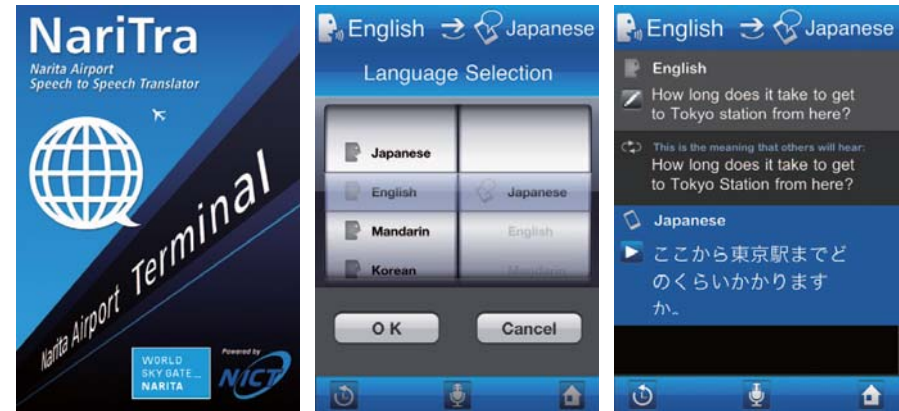 NariTra
Narita Airport
Speech to Speech Translator
Narita Airport Terminal
WORLD
SKY GATE_
NARITA
Powered by
NICT
English
Japanese
Language Selection
Japanese
English
Japanese
Mandarin
English
Korean
Mandarin
O K
Cancel
English
Japanese
English
How long does it take to get
to Tokyo station from here?
This is the meaning that others will hear:
How long does it take to get
to Tokyo Station from here?
Japanese
ここから東京駅までど
のくらいかかります
か。